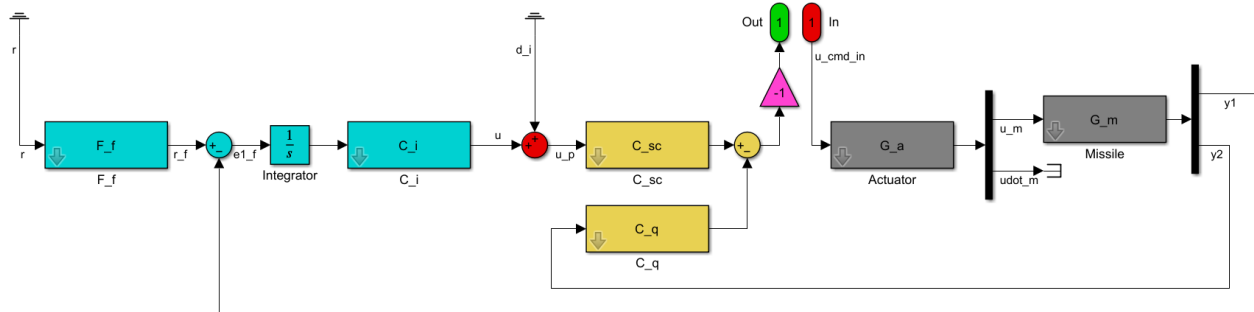 Out
1
1
In
r
d_i
u_cmd_in
-1
y1
G_m
u_m
Missile
F_f
r
r_f
F_f
+
-
e1_f
1
s
Integrator
C_i
C_i
u
+
+
u_p
C_sc
C_sc
+
-
G_a
Actuator
udot_m
y2
C_q
C_q